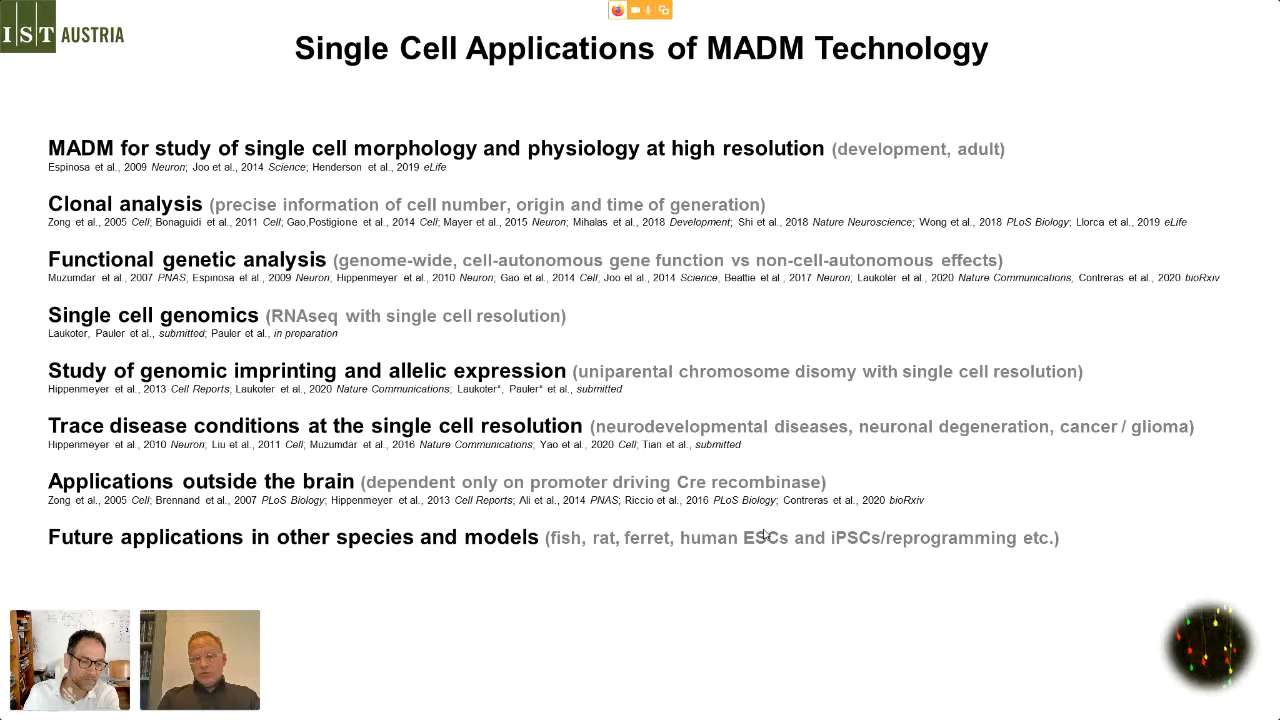 IST AUSTRIA
Single Cell Applications of MADM Technology
MADM for study of single cell morphology and physiology at high resolution (development, adult)
Espinosa et al., 2009 Neuron; Joo et al., 2014 Science; Henderson et al., 2019 eLife
Clonal analysis (precise information of cell number, origin and time of generation)
Zong et al., 2005 Cell; Bonaguidi et al., 2011 Cell; Gao,Postigione et al., 2014 Cell; Mayer et al., 2015 Neuron; Mihalas et al., 2018 Development; Shi et al., 2018 Nature Neuroscience; Wong et al., 2018 PLoS Biology; Llorca et al., 2019 eLife
Functional genetic analysis (genome-wide, cell-autonomous gene function vs non-cell-autonomous effects)
Muzumdar et al., 2007 PNAS; Espinosa et al., 2009 Neuron; Hippenmeyer et al., 2010 Neuron; Gao et al., 2014 Cell; Joo et al., 2014 Science, Beattie et al., 2017 Neuron; Laukoter et al., 2020 Nature Communications, Contreras et al., 2020 bioRxiv
Single cell genomics (RNAseq with single cell resolution)
Laukoter, Pauler et al., submitted; Pauler et al., in preparation
Study of genomic imprinting and allelic expression (uniparental chromosome disomy with single cell resolution)
Hippenmeyer et al., 2013 Cell Reports; Laukoter et al., 2020 Nature Communications; Laukoter*, Pauler* et al., submitted
Trace disease conditions at the single cell resolution (neurodevelopmental diseases, neuronal degeneration, cancer / glioma)
Hippenmeyer et al., 2010 Neuron; Liu et al., 2011 Cell; Muzumdar et al., 2016 Nature Communications; Yao et al., 2020 Cell; Tian et al., submitted
Applications outside the brain (dependent only on promoter driving Cre recombinase)
Zong et al., 2005 Cell; Brennand et al., 2007 PLoS Biology; Hippenmeyer et al., 2013 Cell Reports; Ali et al., 2014 PNAS; Riccio et al., 2016 PLoS Biology; Contreras et al., 2020 bioRxiv
Future applications in other species and models (fish, rat, ferret, human ESCs and iPSCs/reprogramming etc.)